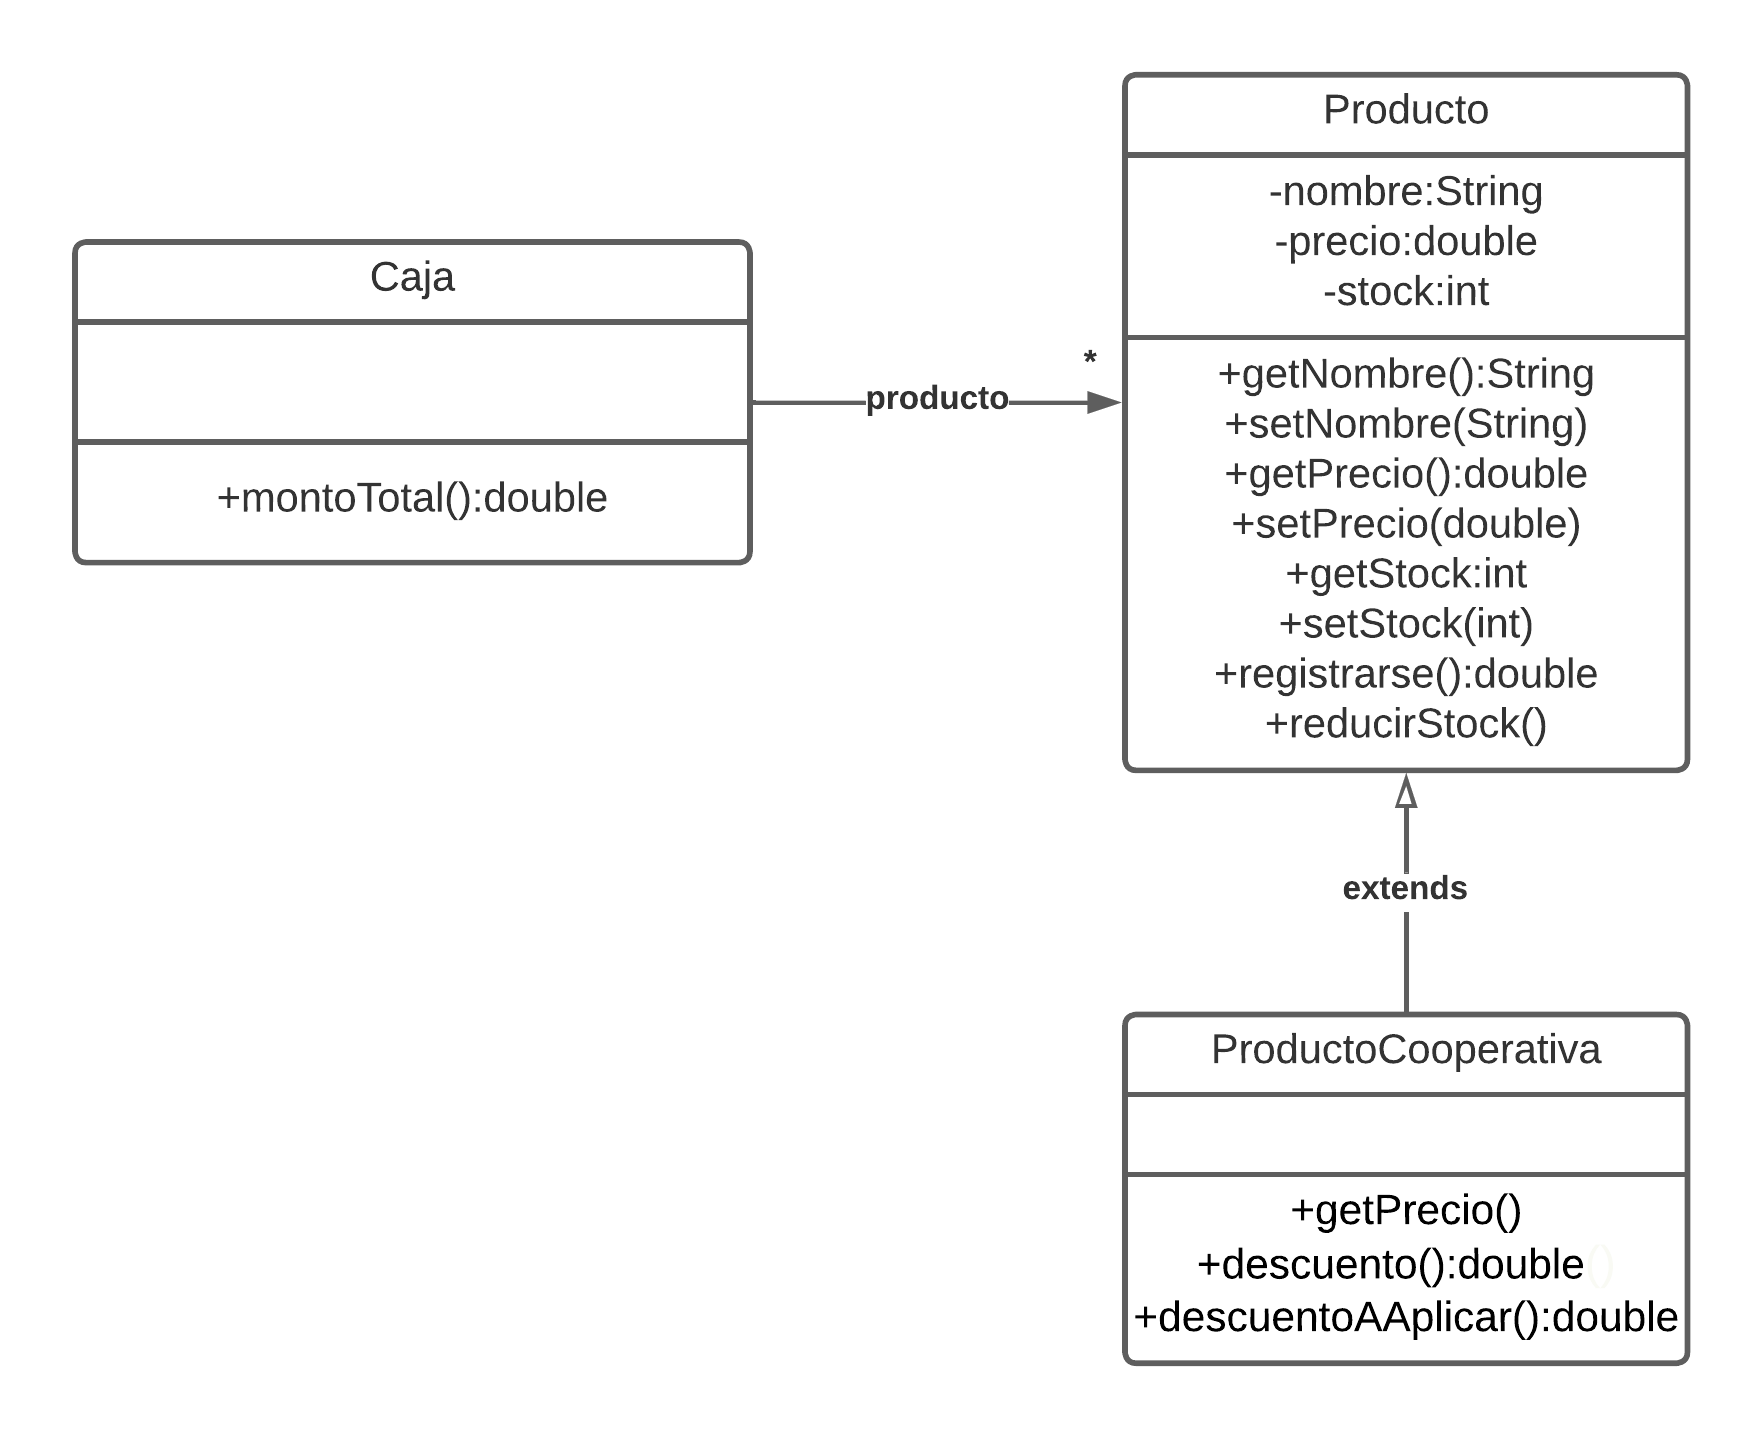 Caja
+montoTotal():double
producto
*
Producto
-nombre:String
-precio:double
-stock:int
+getNombre():String
+setNombre(String)
+getPrecio():double
+setPrecio(double)
+getStock:int
+setStock(int)
+registrarse():double
+reducirStock()
extends
ProductoCooperativa
+getPrecio()
+descuento():double()
+descuentoAAplicar():double